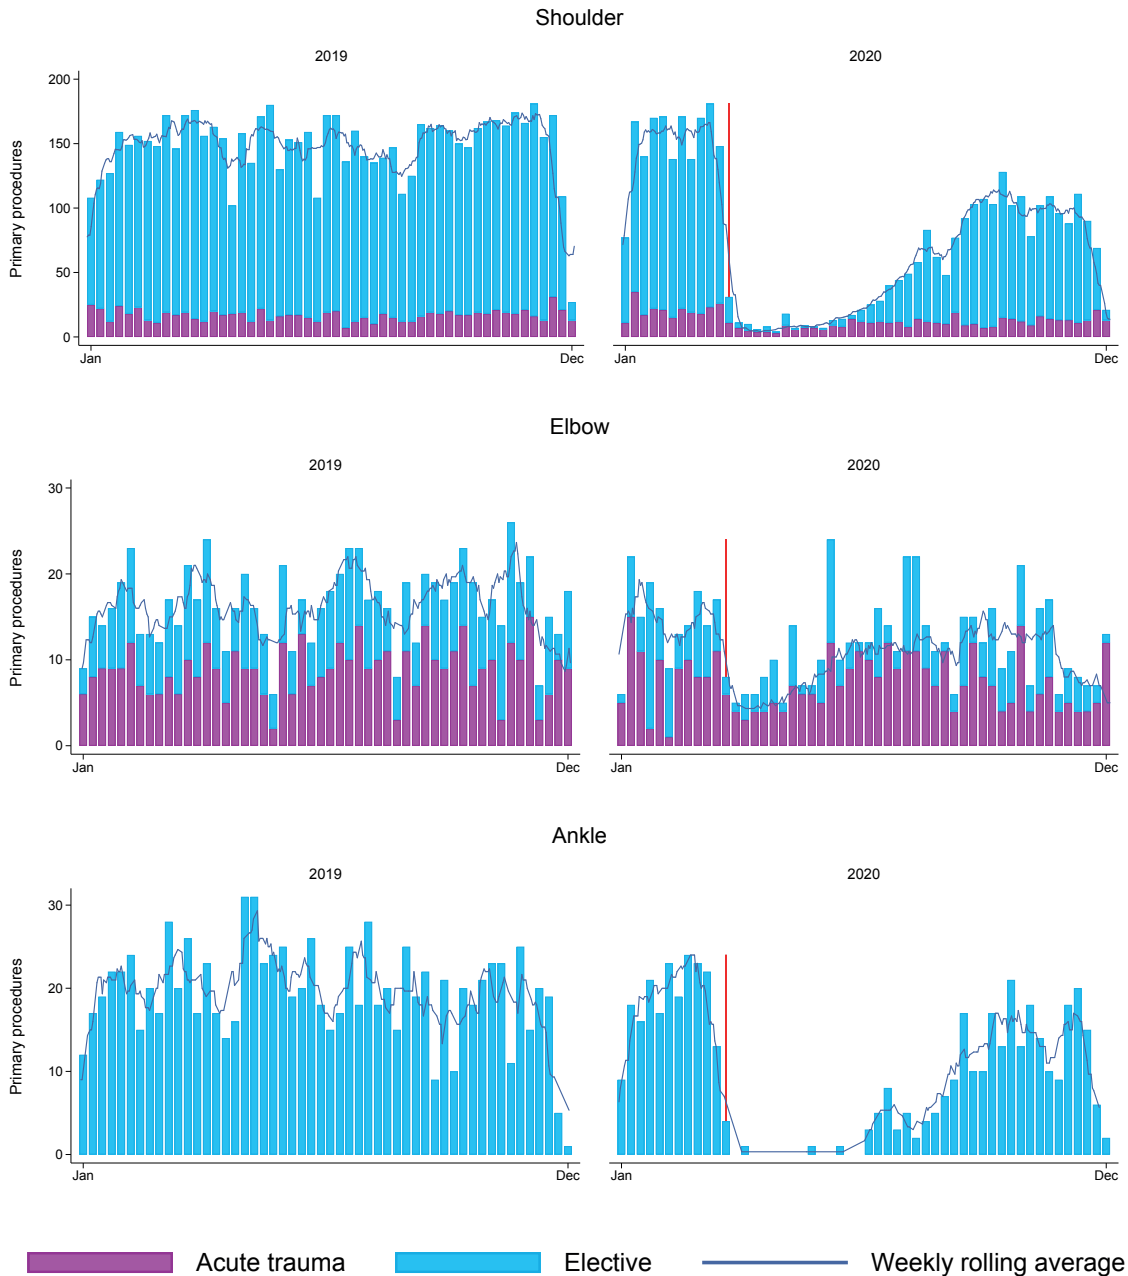 Shoulder
2019 2020
Primary procedures
200
150
100
50
0
Jan Dec Jan Dec
Elbow
2019 2020
Primary procedures
30
20
10
0
Jan Dec Jan Dec
Ankle
2019 2020
Primary procedures
30
20
10
0
Jan Dec Jan Dec
Acute trauma Elective Weekly rolling average